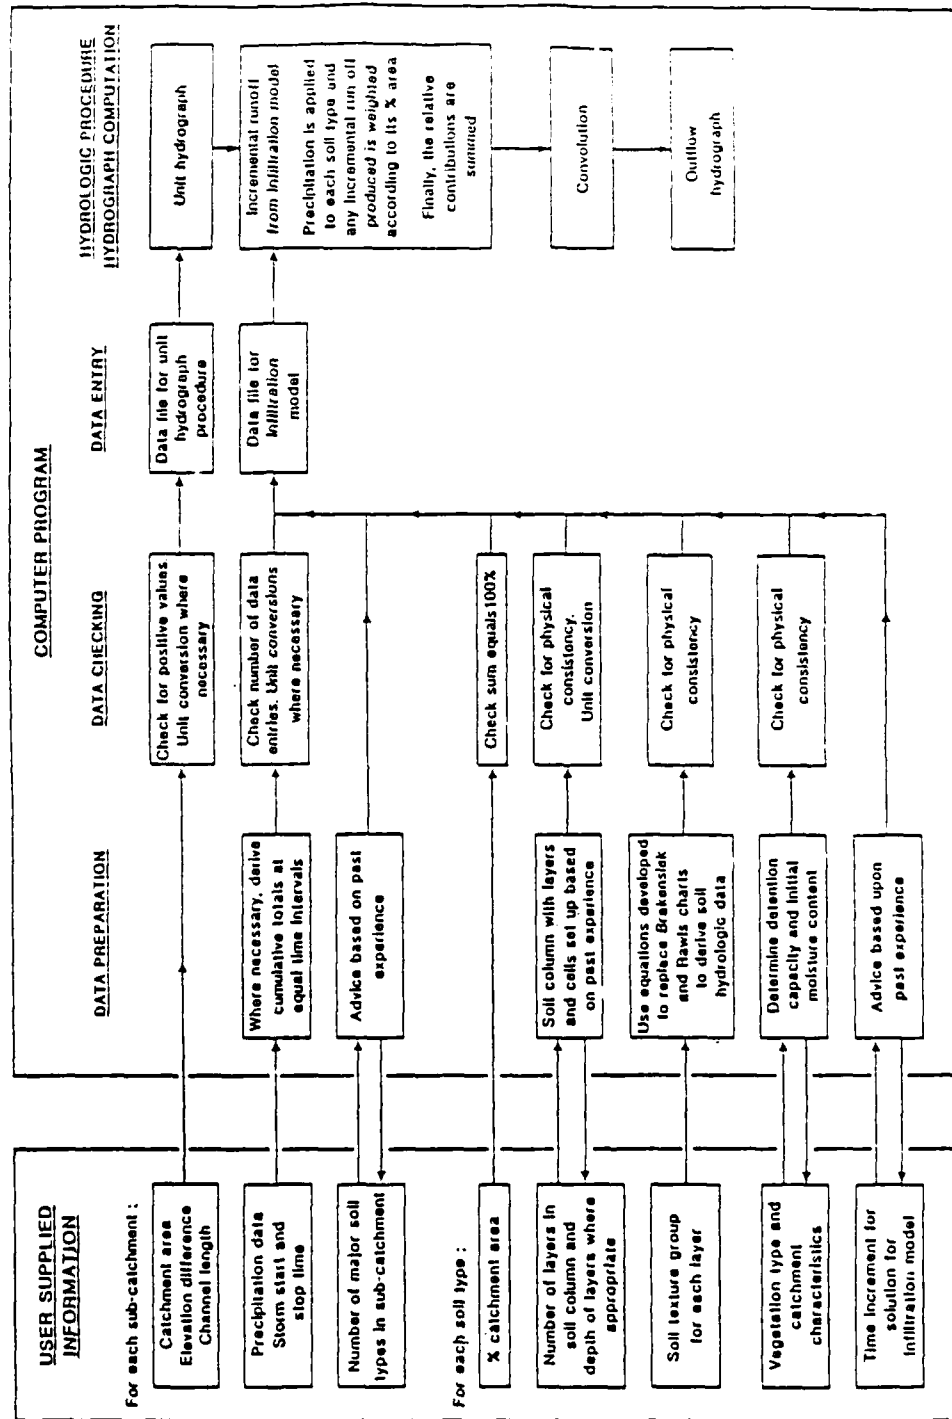 USER SUPPLIED
INFORMATION
For each sub-catchment :
Catchment area
Elevation difference
Channel length
Precipitation data
Storm start and
stop time
Number of major soil
types in sub-catchment
For each soil type :
% catchment area
Number of layers in
soil column and
depth of layers where
appropriate
Soil texture group
for each layer
Vegetation type and
catchment
characteristics
Time increment for
solution for
Infiltration model
COMPUTER PROGRAM
DATA PREPARATION
Where necessary, derive
cumulative totals at
equal time intervals
Advice based on past
experience
Soil column with layers
and cells set up based
on past experience
Use equations developed
to replace Brakensiek
and Rawls charts
to derive soil
hydrologic data
Determine detention
capacity and initial
moisture content
Advice based upon
past experience
DATA CHECKING
Check for positive values
Unit conversion where
necessary
Check number of data
entries. Unit conversions
where necessary
Check sum equals 100%
Check for physical
consistency.
Unit conversion
Check for physical
consistency
Check for physical
consistency
DATA ENTRY
Data file for unit
hydrograph
procedure
Data file for
Infiltration
model
HYDROLOGIC PROCEDURE
HYDROGRAPH COMPUTATION
Unit hydrograph
Incremental runoff
from infiltration model
Precipitation is applied
to each soil type and
any incremental run off
produced is weighted
according to its % area
Finally, the relative
contributions are
summed
Convolution
Outflow
hydrograph